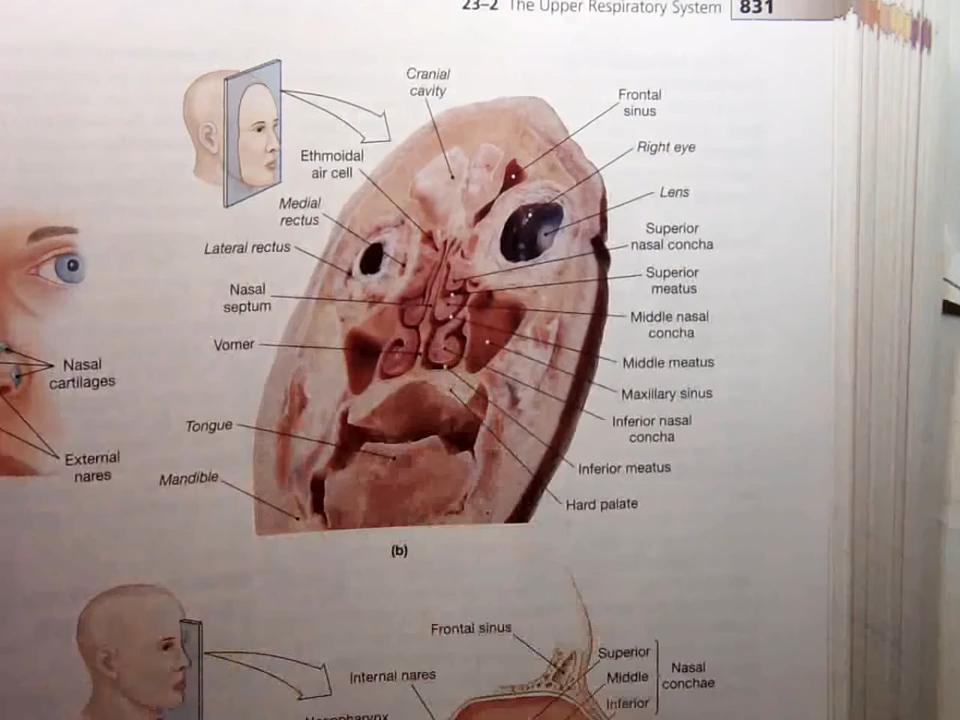 23–2 The Upper Respiratory System 831
Cranial
cavity
Frontal
sinus
Ethmoidal
air cell
Right eye
Medial
rectus
Lens
Lateral rectus
Superior
nasal concha
Nasal
septum
Superior
meatus
Middle nasal
concha
Vomer
Middle meatus
Nasal
cartilages
Maxillary sinus
Inferior nasal
concha
Tongue
External
nares
Inferior meatus
Mandible
Hard palate
(b)
Frontal sinus
Superior
Internal nares
Middle
Nasal
conchae
Inferior
Nasopharynx